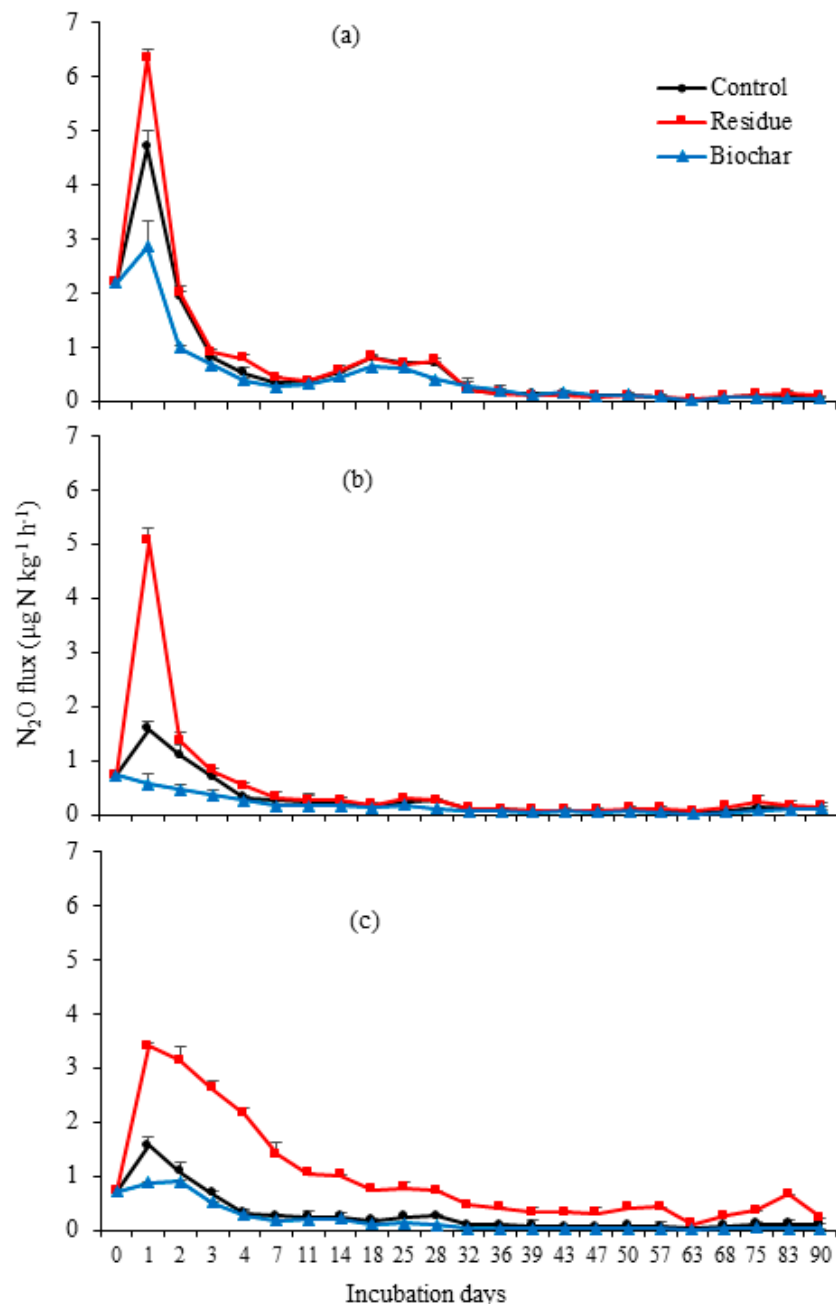 (a)
7
6
5
4
3
2
1
0
Control
Residue
Biochar
(b)
7
6
5
4
3
2
1
0
N₂O flux (µg N kg⁻¹ h⁻¹)
(c)
7
6
5
4
3
2
1
0
0 1 2 3 4 7 11 14 18 25 28 32 36 39 43 47 50 57 63 68 75 83 90
Incubation days